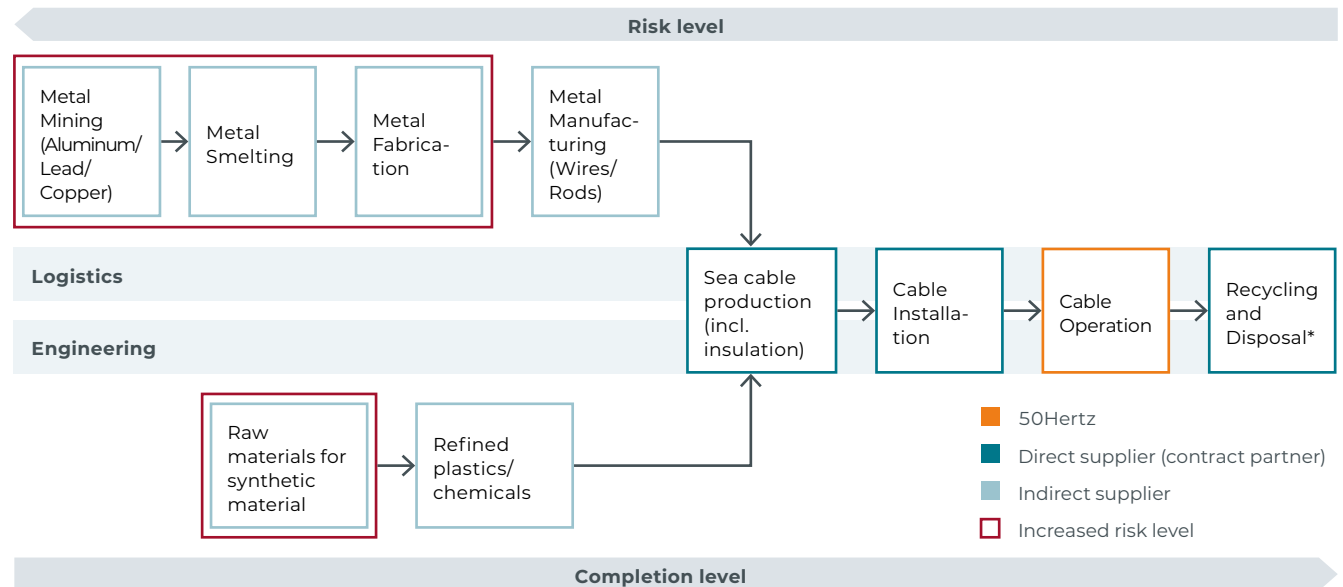 Risk level
Metal
Mining
(Aluminum/
Lead/
Copper)
Metal
Smelting
Metal
Fabrica-
tion
Metal
Manufac-
turing
(Wires/
Rods)
Logistics
Engineering
Sea cable
production
(incl.
insulation)
Cable
Installa-
tion
Cable
Operation
Recycling
and
Disposal*
Raw
materials for
synthetic
material
Refined
plastics/
chemicals
50Hertz
Direct supplier (contract partner)
Indirect supplier
Increased risk level
Completion level